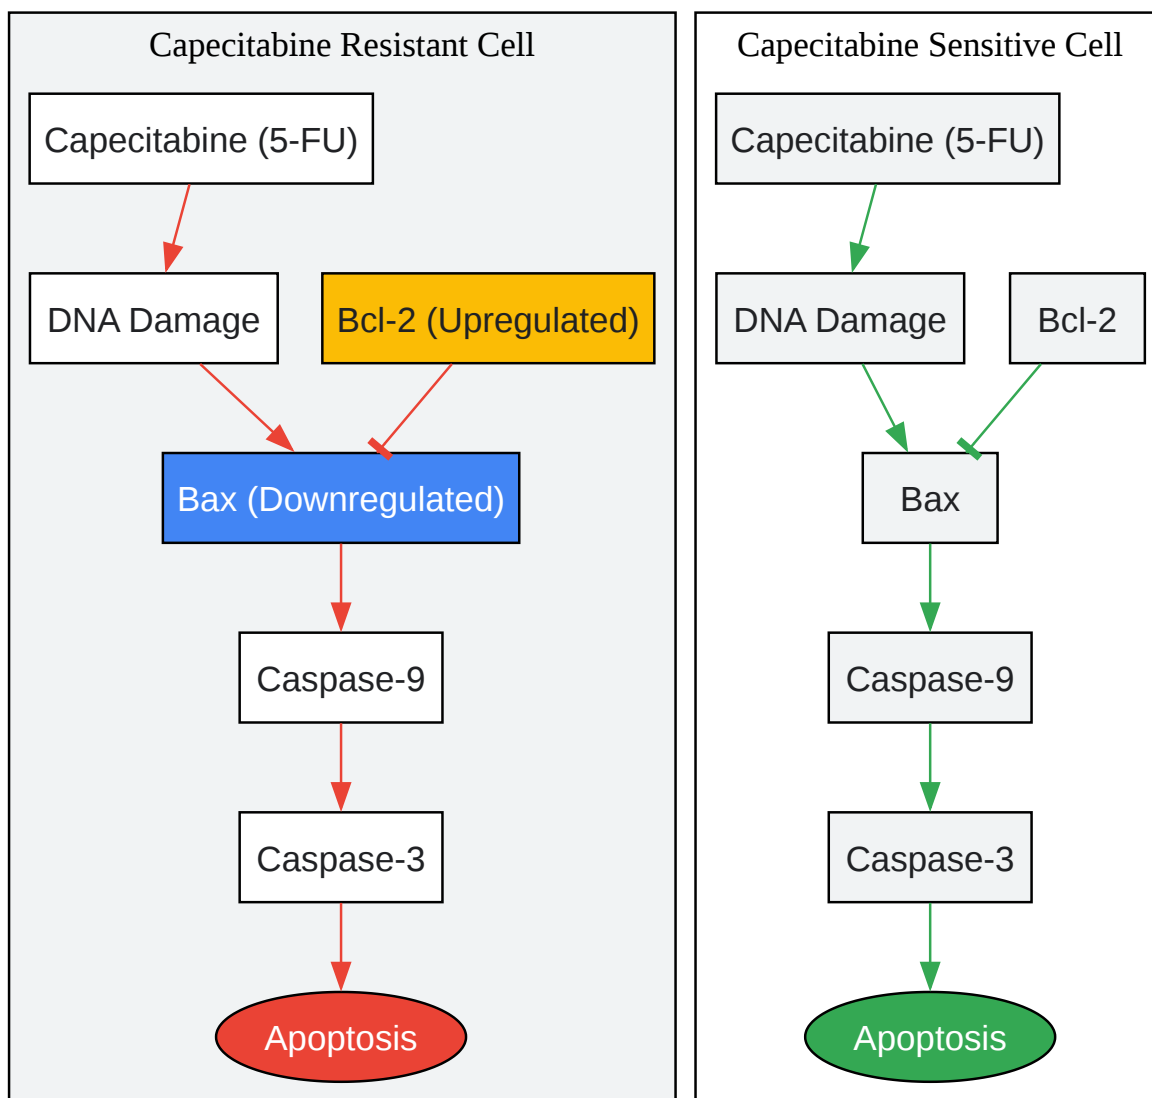 Capecitabine Resistant Cell
Capecitabine (5-FU)
DNA Damage
Bcl-2 (Upregulated)
Bax (Downregulated)
Caspase-9
Caspase-3
Apoptosis
Capecitabine Sensitive Cell
Capecitabine (5-FU)
DNA Damage
Bcl-2
Bax
Caspase-9
Caspase-3
Apoptosis